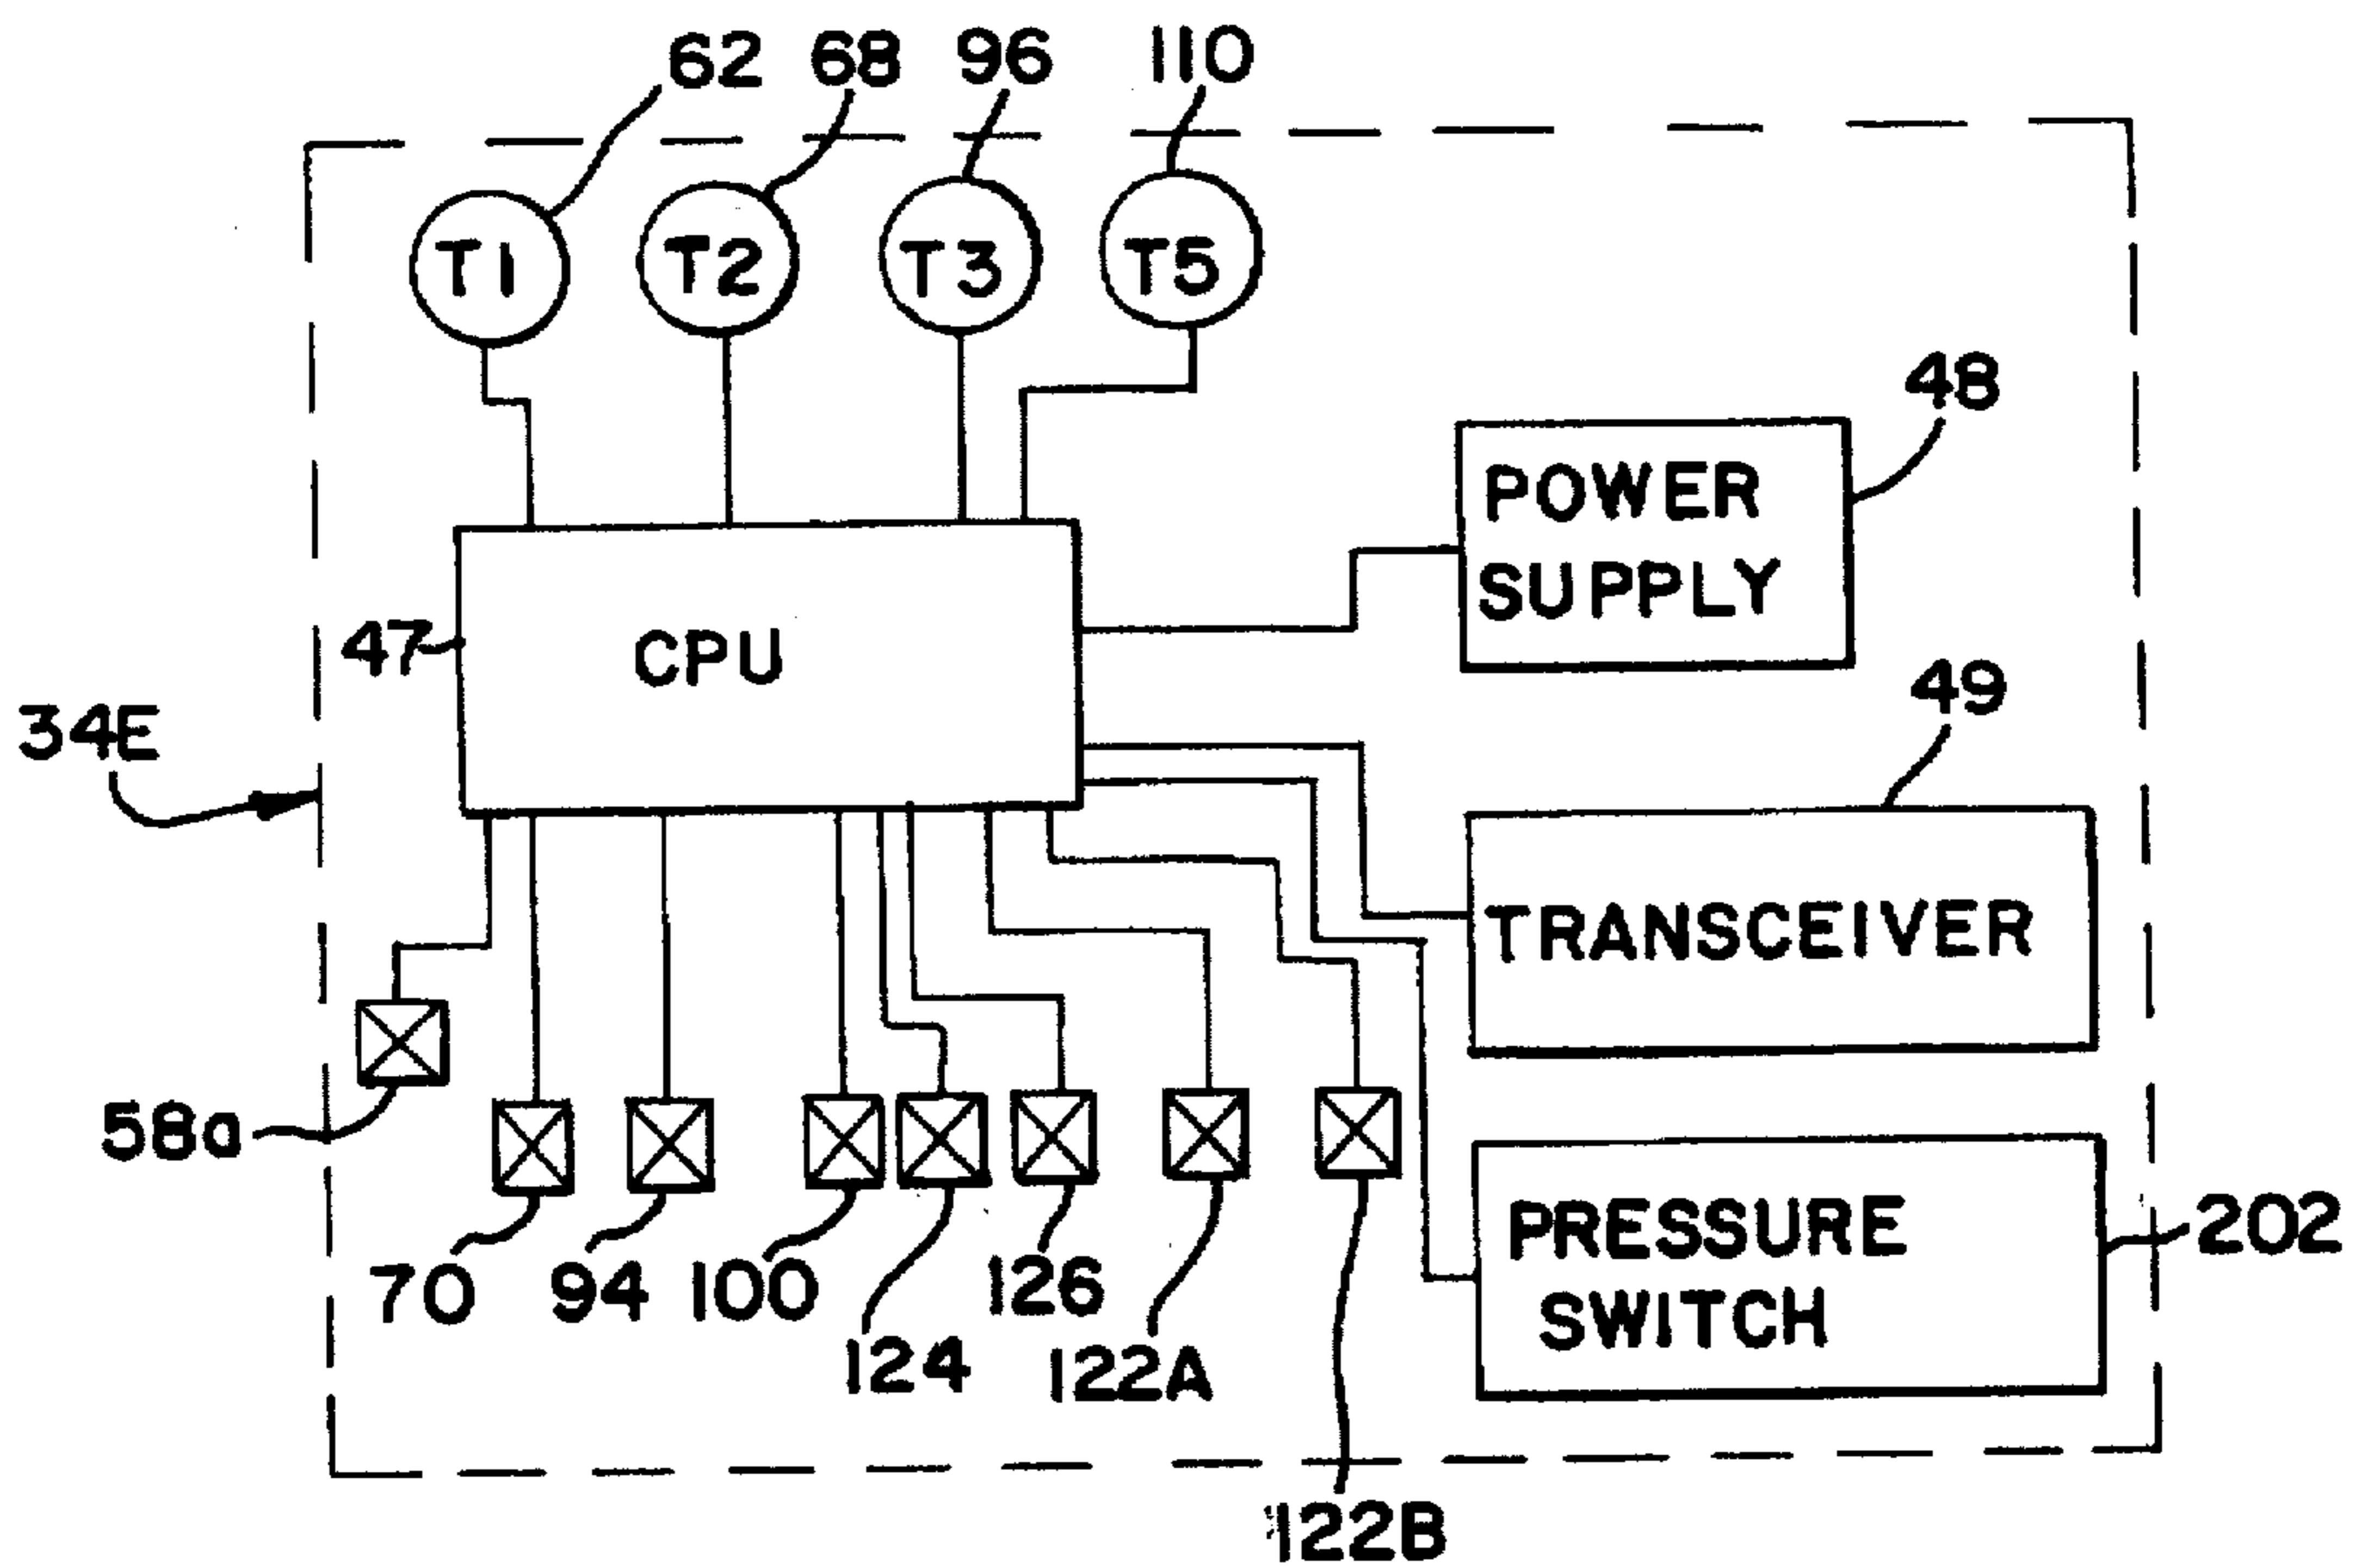 62 68 96 110
T1 T2 T3 T5
48
POWER
SUPPLY
47
CPU
34E
49
TRANSCEIVER
58a
70 94 100 126
124 122A
PRESSURE
SWITCH
202
122B